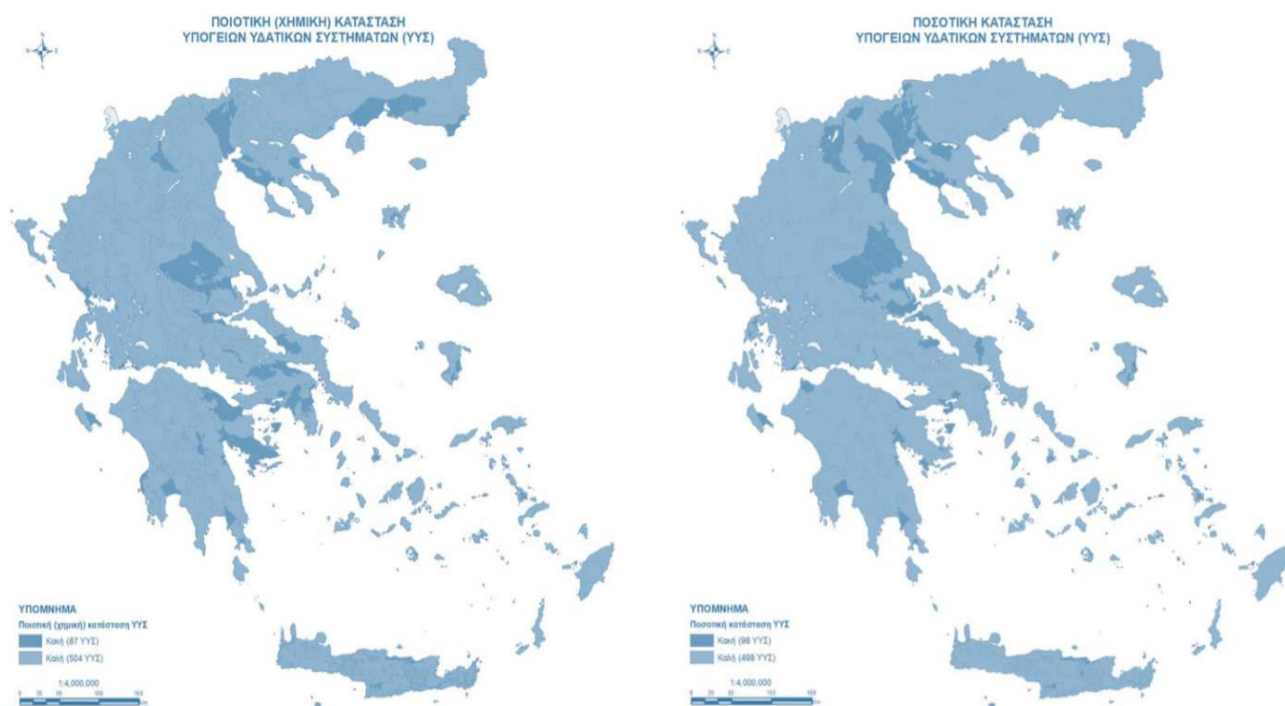 ΠΟΙΟΤΙΚΗ (ΧΗΜΙΚΗ) ΚΑΤΑΣΤΑΣΗ
ΥΠΟΓΕΙΩΝ ΥΔΑΤΙΚΩΝ ΣΥΣΤΗΜΑΤΩΝ (ΥΥΣ)
ΥΠΟΜΝΗΜΑ
Ποιοτική (χημική) κατάσταση ΥΥΣ
Κακή (87 ΥΥΣ)
Καλή (504 ΥΥΣ)
1:4,000,000
ΠΟΣΟΤΙΚΗ ΚΑΤΑΣΤΑΣΗ
ΥΠΟΓΕΙΩΝ ΥΔΑΤΙΚΩΝ ΣΥΣΤΗΜΑΤΩΝ (ΥΥΣ)
ΥΠΟΜΝΗΜΑ
Ποσοτική κατάσταση ΥΥΣ
Κακή (98 ΥΥΣ)
Καλή (498 ΥΥΣ)
1:4,000,000